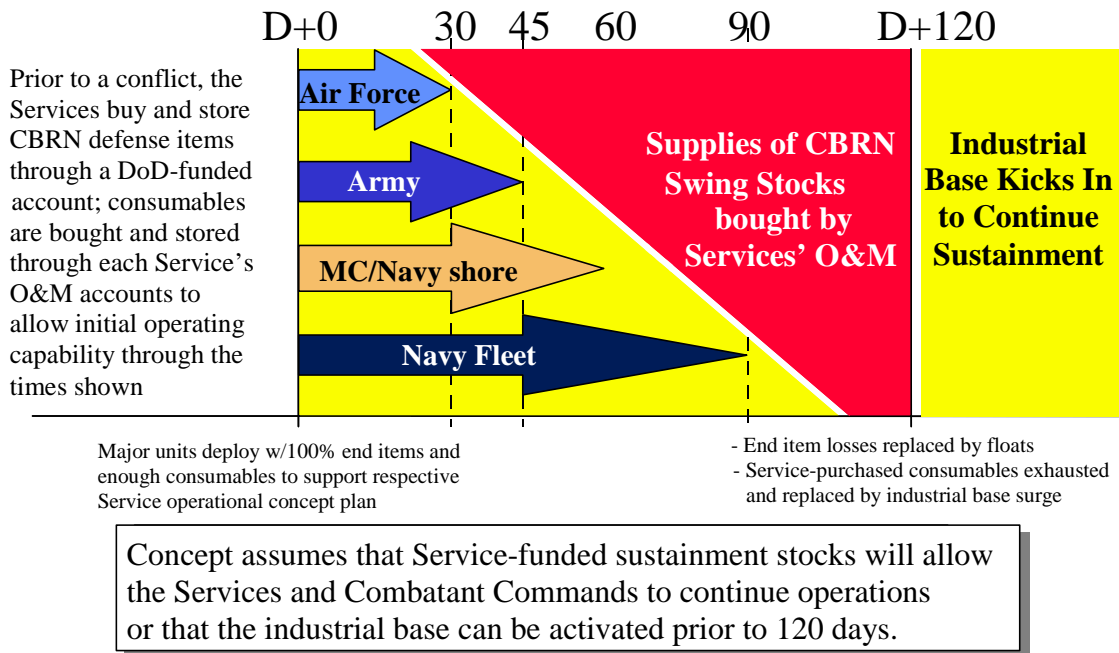 D+0 30 45 60 90 D+120
Prior to a conflict, the
Services buy and store
CBRN defense items
through a DoD-funded
account; consumables
are bought and stored
through each Service's
O&M accounts to
allow initial operating
capability through the
times shown
Air Force
Army
MC/Navy shore
Navy Fleet
Supplies of CBRN
Swing Stocks
bought by
Services' O&M
Industrial
Base Kicks In
to Continue
Sustainment
Major units deploy w/100% end items and
enough consumables to support respective
Service operational concept plan
- End item losses replaced by floats
- Service-purchased consumables exhausted
and replaced by industrial base surge
Concept assumes that Service-funded sustainment stocks will allow
the Services and Combatant Commands to continue operations
or that the industrial base can be activated prior to 120 days.